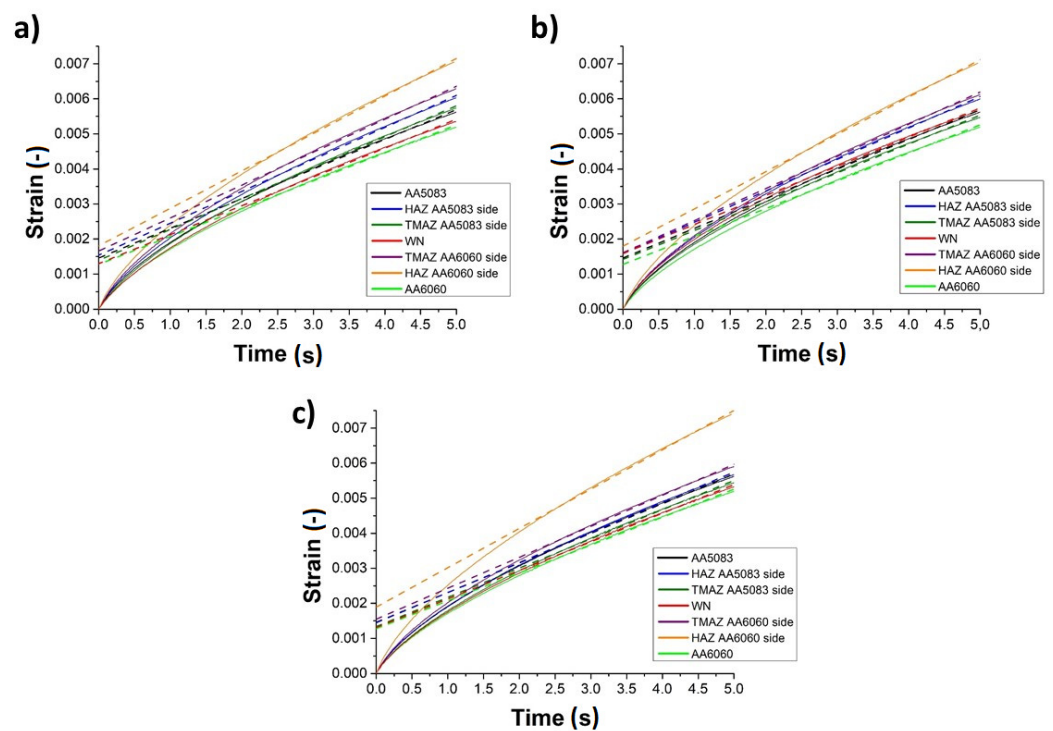 a)
Strain (-)
0.007
0.006
0.005
0.004
0.003
0.002
0.001
0.000
AA5083
HAZ AA5083 side
TMAZ AA5083 side
WN
TMAZ AA6060 side
HAZ AA6060 side
AA6060
0.0 0.5 1.0 1.5 2.0 2.5 3.0 3.5 4.0 4.5 5.0
Time (s)
b)
Strain (-)
0.007
0.006
0.005
0.004
0.003
0.002
0.001
0.000
AA5083
HAZ AA5083 side
TMAZ AA5083 side
WN
TMAZ AA6060 side
HAZ AA6060 side
AA6060
0.0 0.5 1.0 1.5 2.0 2.5 3.0 3.5 4.0 4.5 5,0
Time (s)
c)
Strain (-)
0.007
0.006
0.005
0.004
0.003
0.002
0.001
0.000
AA5083
HAZ AA5083 side
TMAZ AA5083 side
WN
TMAZ AA6060 side
HAZ AA6060 side
AA6060
0.0 0.5 1.0 1.5 2.0 2.5 3.0 3.5 4.0 4.5 5.0
Time (s)